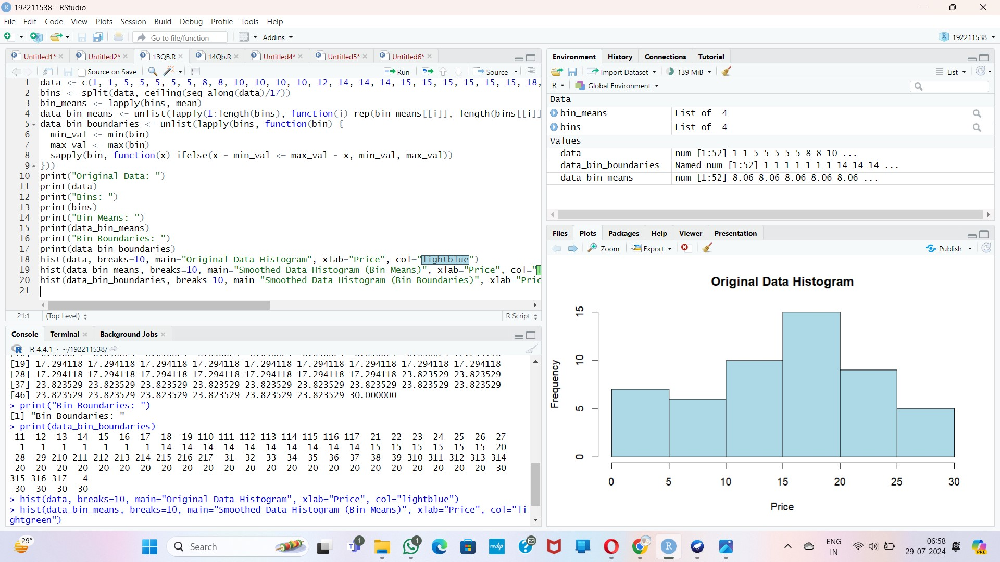 192211538 - RStudio
File Edit Code View Plots Session Build Debug Profile Tools Help
Go to file/function Addins 192211538
Untitled1* Untitled2* 13QB.R 14Qb.R Untitled4* Untitled5* Untitled6*
Source on Save Run Source
1 data <- c(1, 1, 5, 5, 5, 5, 5, 8, 8, 10, 10, 10, 10, 12, 14, 14, 14, 15, 15, 15, 15, 15, 15, 18,
2 bins <- split(data, ceiling(seq_along(data)/17))
3 bin_means <- lapply(bins, mean)
4 data_bin_means <- unlist(lapply(1:length(bins), function(i) rep(bin_means[[i]], length(bins[[i]]
5 data_bin_boundaries <- unlist(lapply(bins, function(bin) {
6 min_val <- min(bin)
7 max_val <- max(bin)
8 sapply(bin, function(x) ifelse(x - min_val <= max_val - x, min_val, max_val))
9 }))
10 print("Original Data: ")
11 print(data)
12 print("Bins: ")
13 print(bins)
14 print("Bin Means: ")
15 print(data_bin_means)
16 print("Bin Boundaries: ")
17 print(data_bin_boundaries)
18 hist(data, breaks=10, main="Original Data Histogram", xlab="Price", col="lightblue")
19 hist(data_bin_means, breaks=10, main="Smoothed Data Histogram (Bin Means)", xlab="Price", col="l
20 hist(data_bin_boundaries, breaks=10, main="Smoothed Data Histogram (Bin Boundaries)", xlab="Pric
21
21:1 (Top Level) R Script
Console Terminal Background Jobs
R 4.4.1 · ~/192211538/
[19] 17.294118 17.294118 17.294118 17.294118 17.294118 17.294118 17.294118 17.294118 17.294118
[28] 17.294118 17.294118 17.294118 17.294118 17.294118 17.294118 17.294118 23.823529 23.823529
[37] 23.823529 23.823529 23.823529 23.823529 23.823529 23.823529 23.823529 23.823529 23.823529
[46] 23.823529 23.823529 23.823529 23.823529 23.823529 23.823529 30.000000
> print("Bin Boundaries: ")
[1] "Bin Boundaries: "
> print(data_bin_boundaries)
11 12 13 14 15 16 17 18 19 110 111 112 113 114 115 116 117 21 22 23 24 25 26 27
1 1 1 1 1 1 1 14 14 14 14 14 14 14 14 14 14 15 15 15 15 15 15 20
28 29 210 211 212 213 214 215 216 217 31 32 33 34 35 36 37 38 39 310 311 312 313 314
20 20 20 20 20 20 20 20 20 20 20 20 20 20 20 20 20 20 20 20 20 20 20 30
315 316 317 4
30 30 30 30
> hist(data, breaks=10, main="Original Data Histogram", xlab="Price", col="lightblue")
> hist(data_bin_means, breaks=10, main="Smoothed Data Histogram (Bin Means)", xlab="Price", col="li
ghtgreen")
Environment History Connections Tutorial
Import Dataset 139 MiB List
R Global Environment
Data
bin_means List of 4
bins List of 4
Values
data num [1:52] 1 1 5 5 5 5 5 8 8 10 ...
data_bin_boundaries Named num [1:52] 1 1 1 1 1 1 1 14 14 14 ...
data_bin_means num [1:52] 8.06 8.06 8.06 8.06 8.06 ...
Files Plots Packages Help Viewer Presentation
Zoom Export Publish
Original Data Histogram
Frequency
15
10
5
0
0 5 10 15 20 25 30
Price
29°
Search
1
myhp
1
ENG
IN
06:58
29-07-2024
PRE